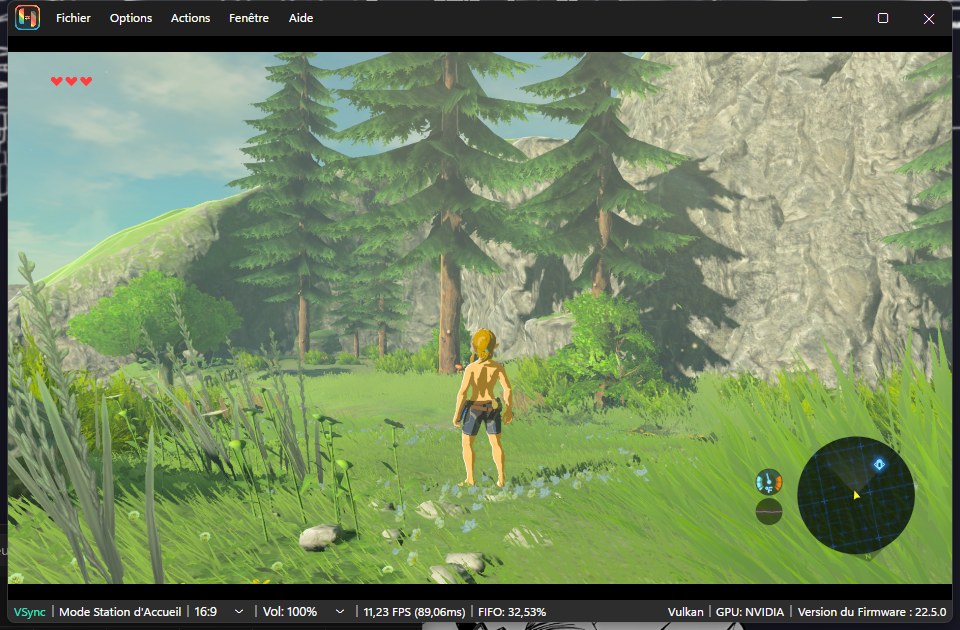 Fichier Options Actions Fenêtre Aide
°F
N
VSync | Mode Station d'Accueil | 16:9 | Vol: 100% | 11,23 FPS (89,06ms) | FIFO: 32,53% Vulkan | GPU: NVIDIA | Version du Firmware : 22.5.0